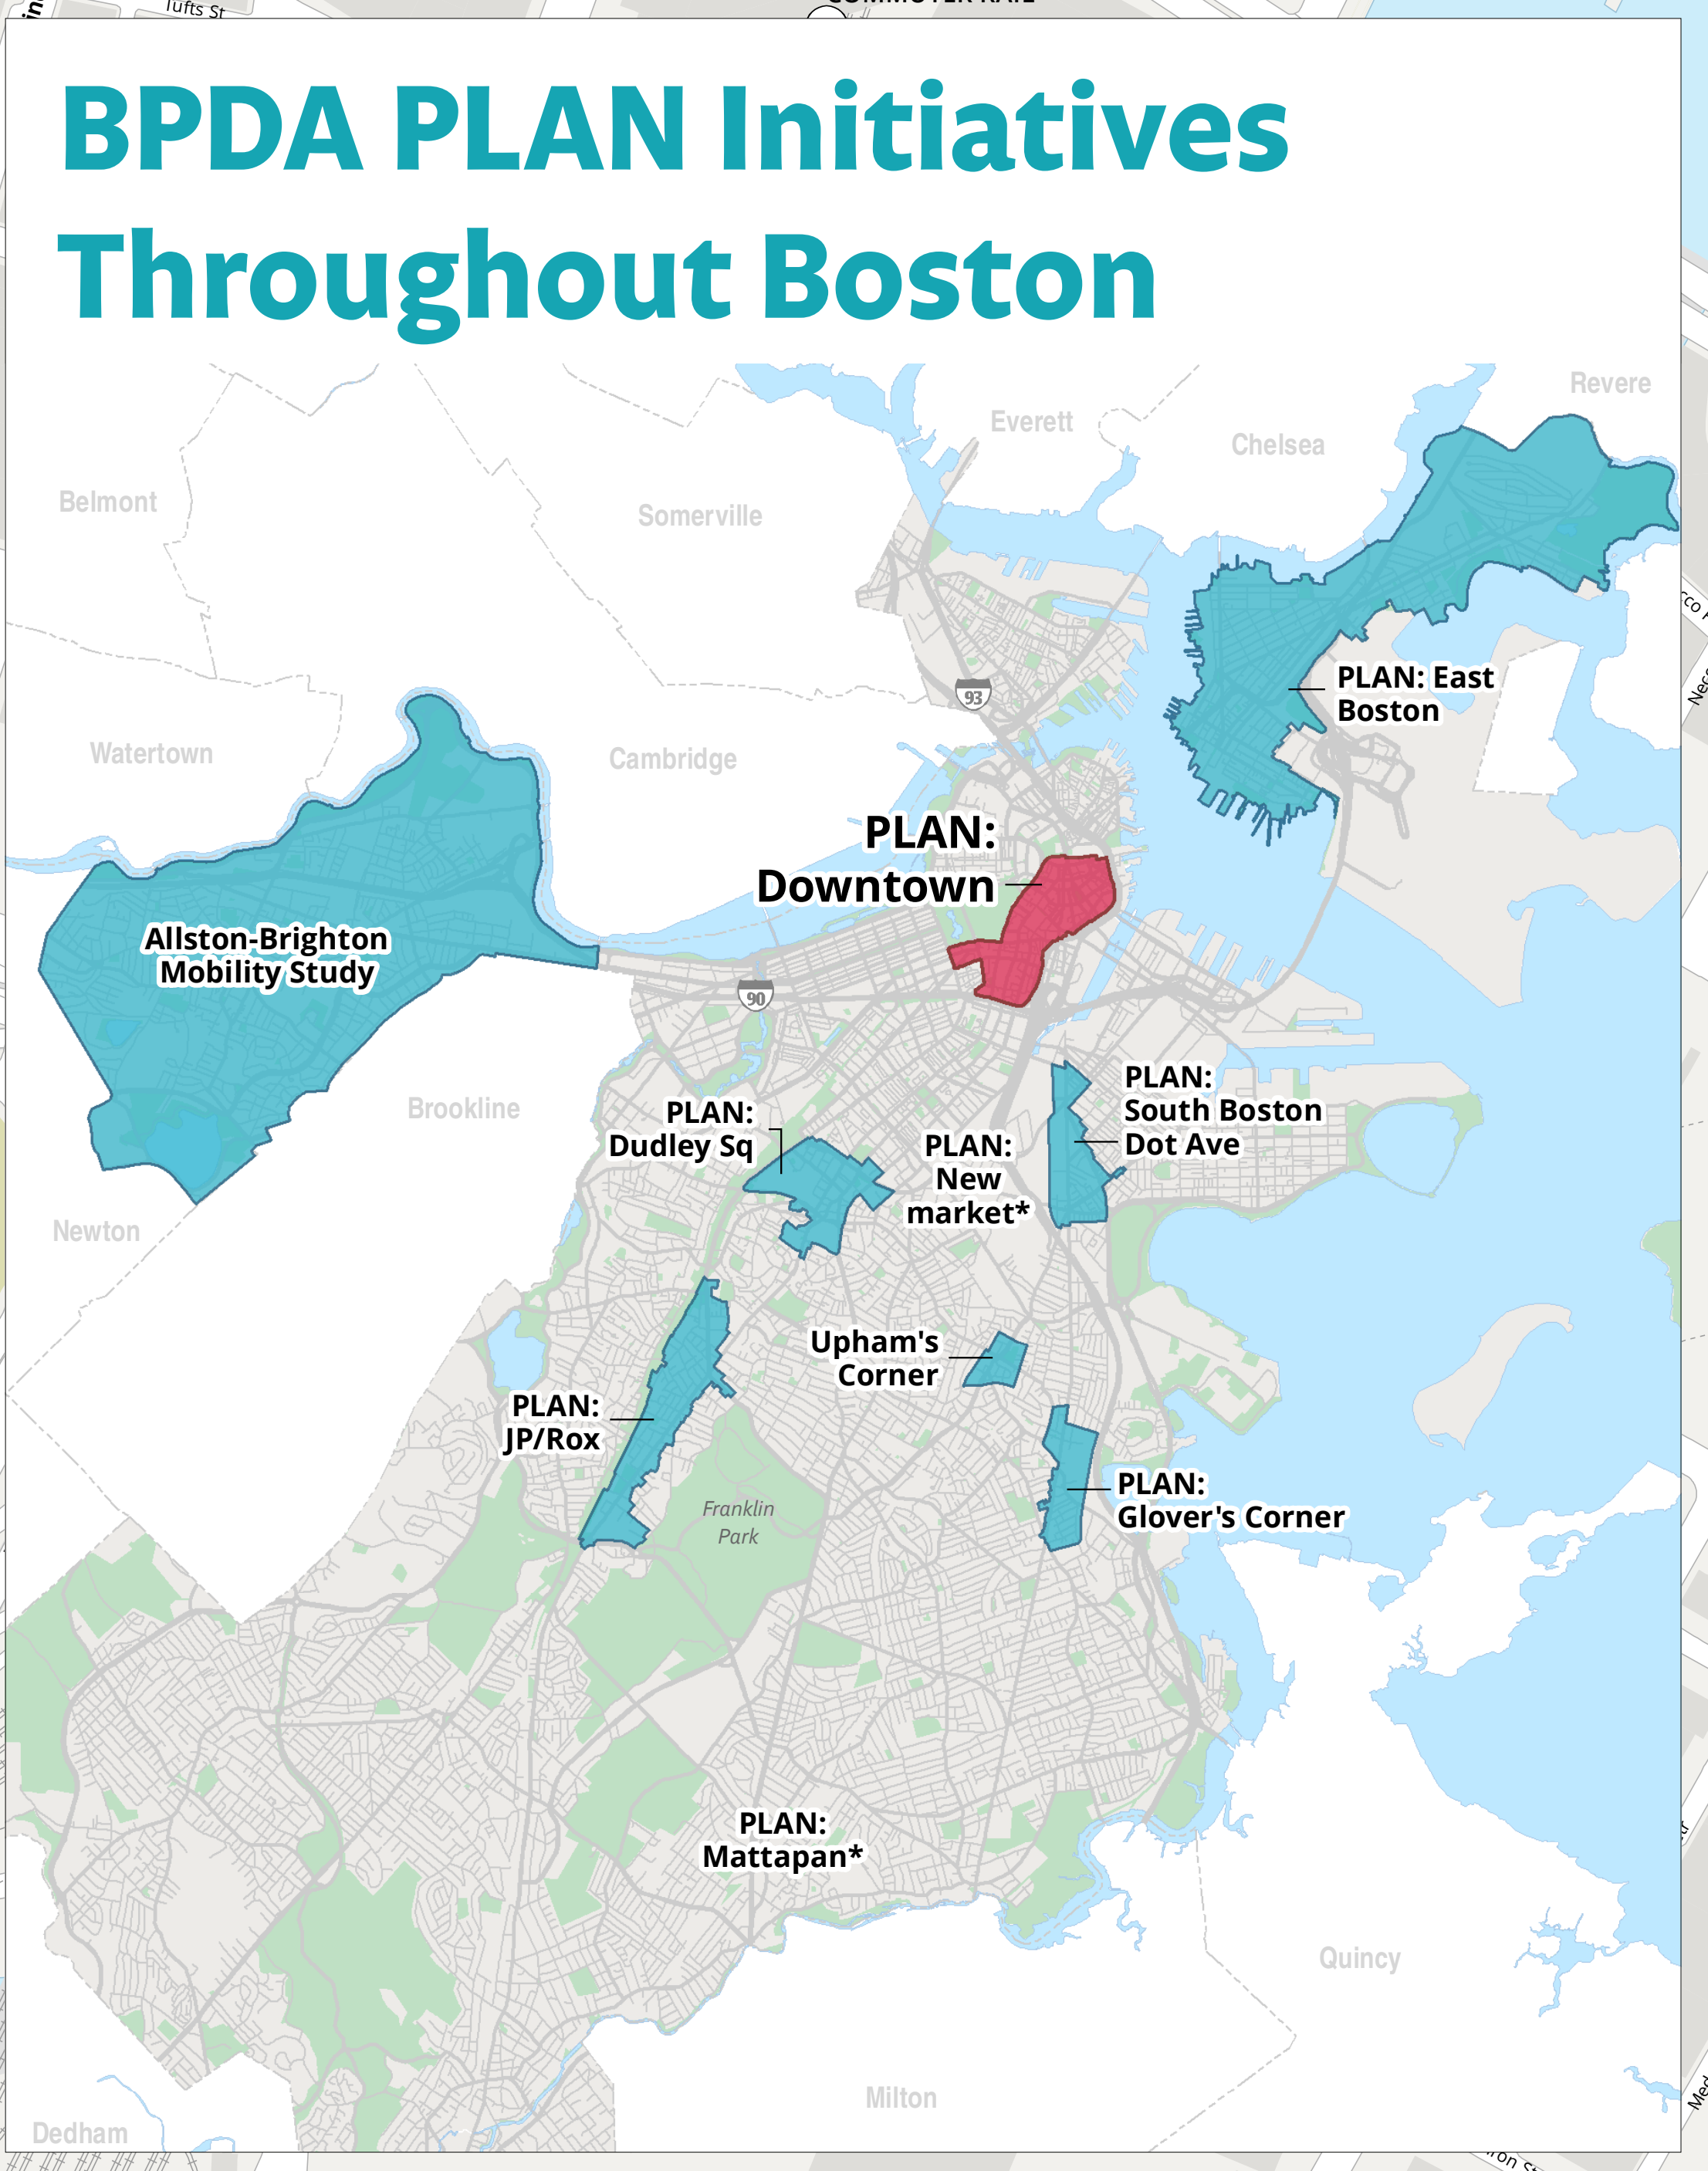 Tufts St
COMMUTER RAIL
BPDA PLAN Initiatives
Throughout Boston
Revere
Everett
Chelsea
Belmont
Somerville
93
PLAN: East
Boston
Watertown
Cambridge
PLAN:
Downtown
Allston-Brighton
Mobility Study
90
PLAN:
South Boston
Dot Ave
Brookline
PLAN:
Dudley Sq
PLAN:
New
market*
Newton
Upham's
Corner
PLAN:
JP/Rox
PLAN:
Glover's Corner
Franklin
Park
PLAN:
Mattapan*
Quincy
Milton
Dedham